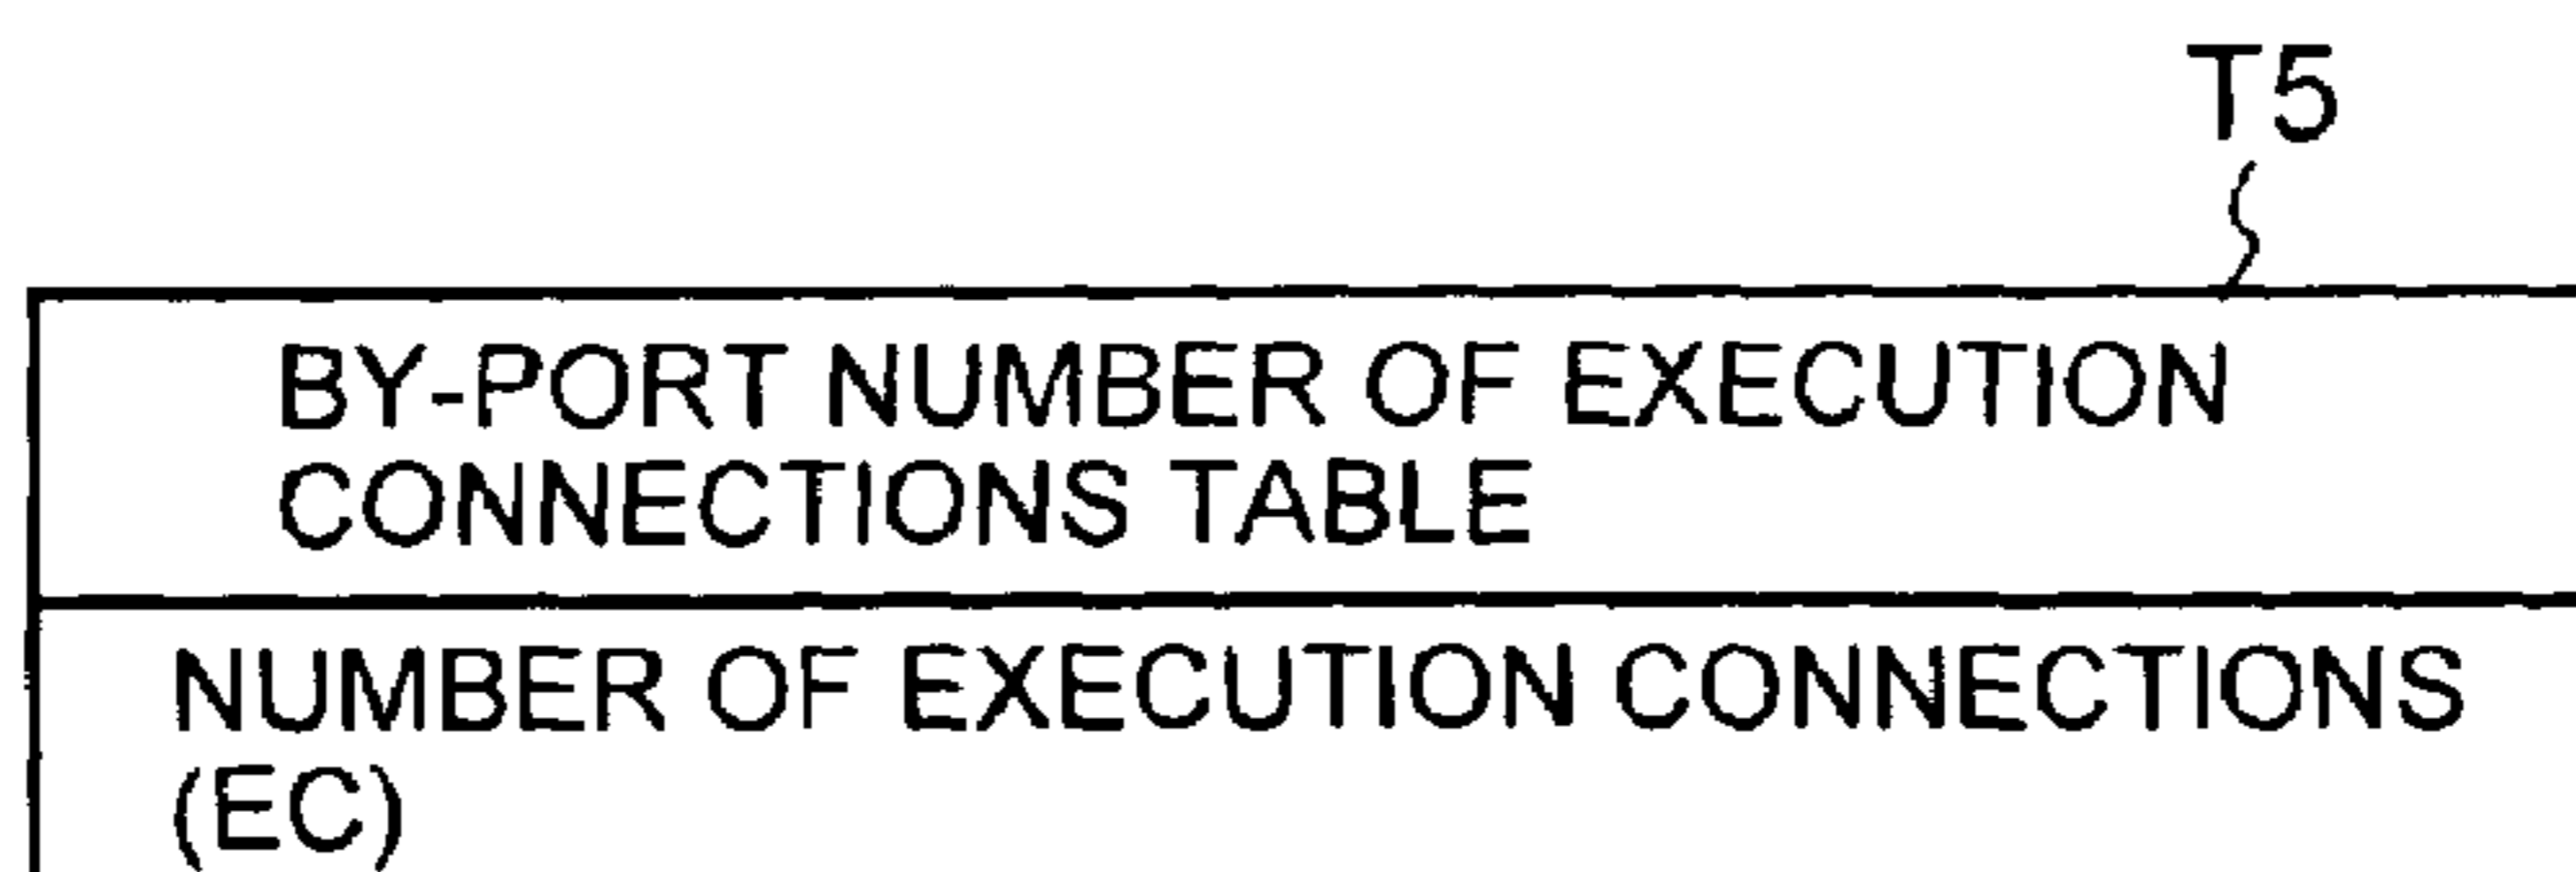 T5
BY-PORT NUMBER OF EXECUTION
CONNECTIONS TABLE
NUMBER OF EXECUTION CONNECTIONS
(EC)